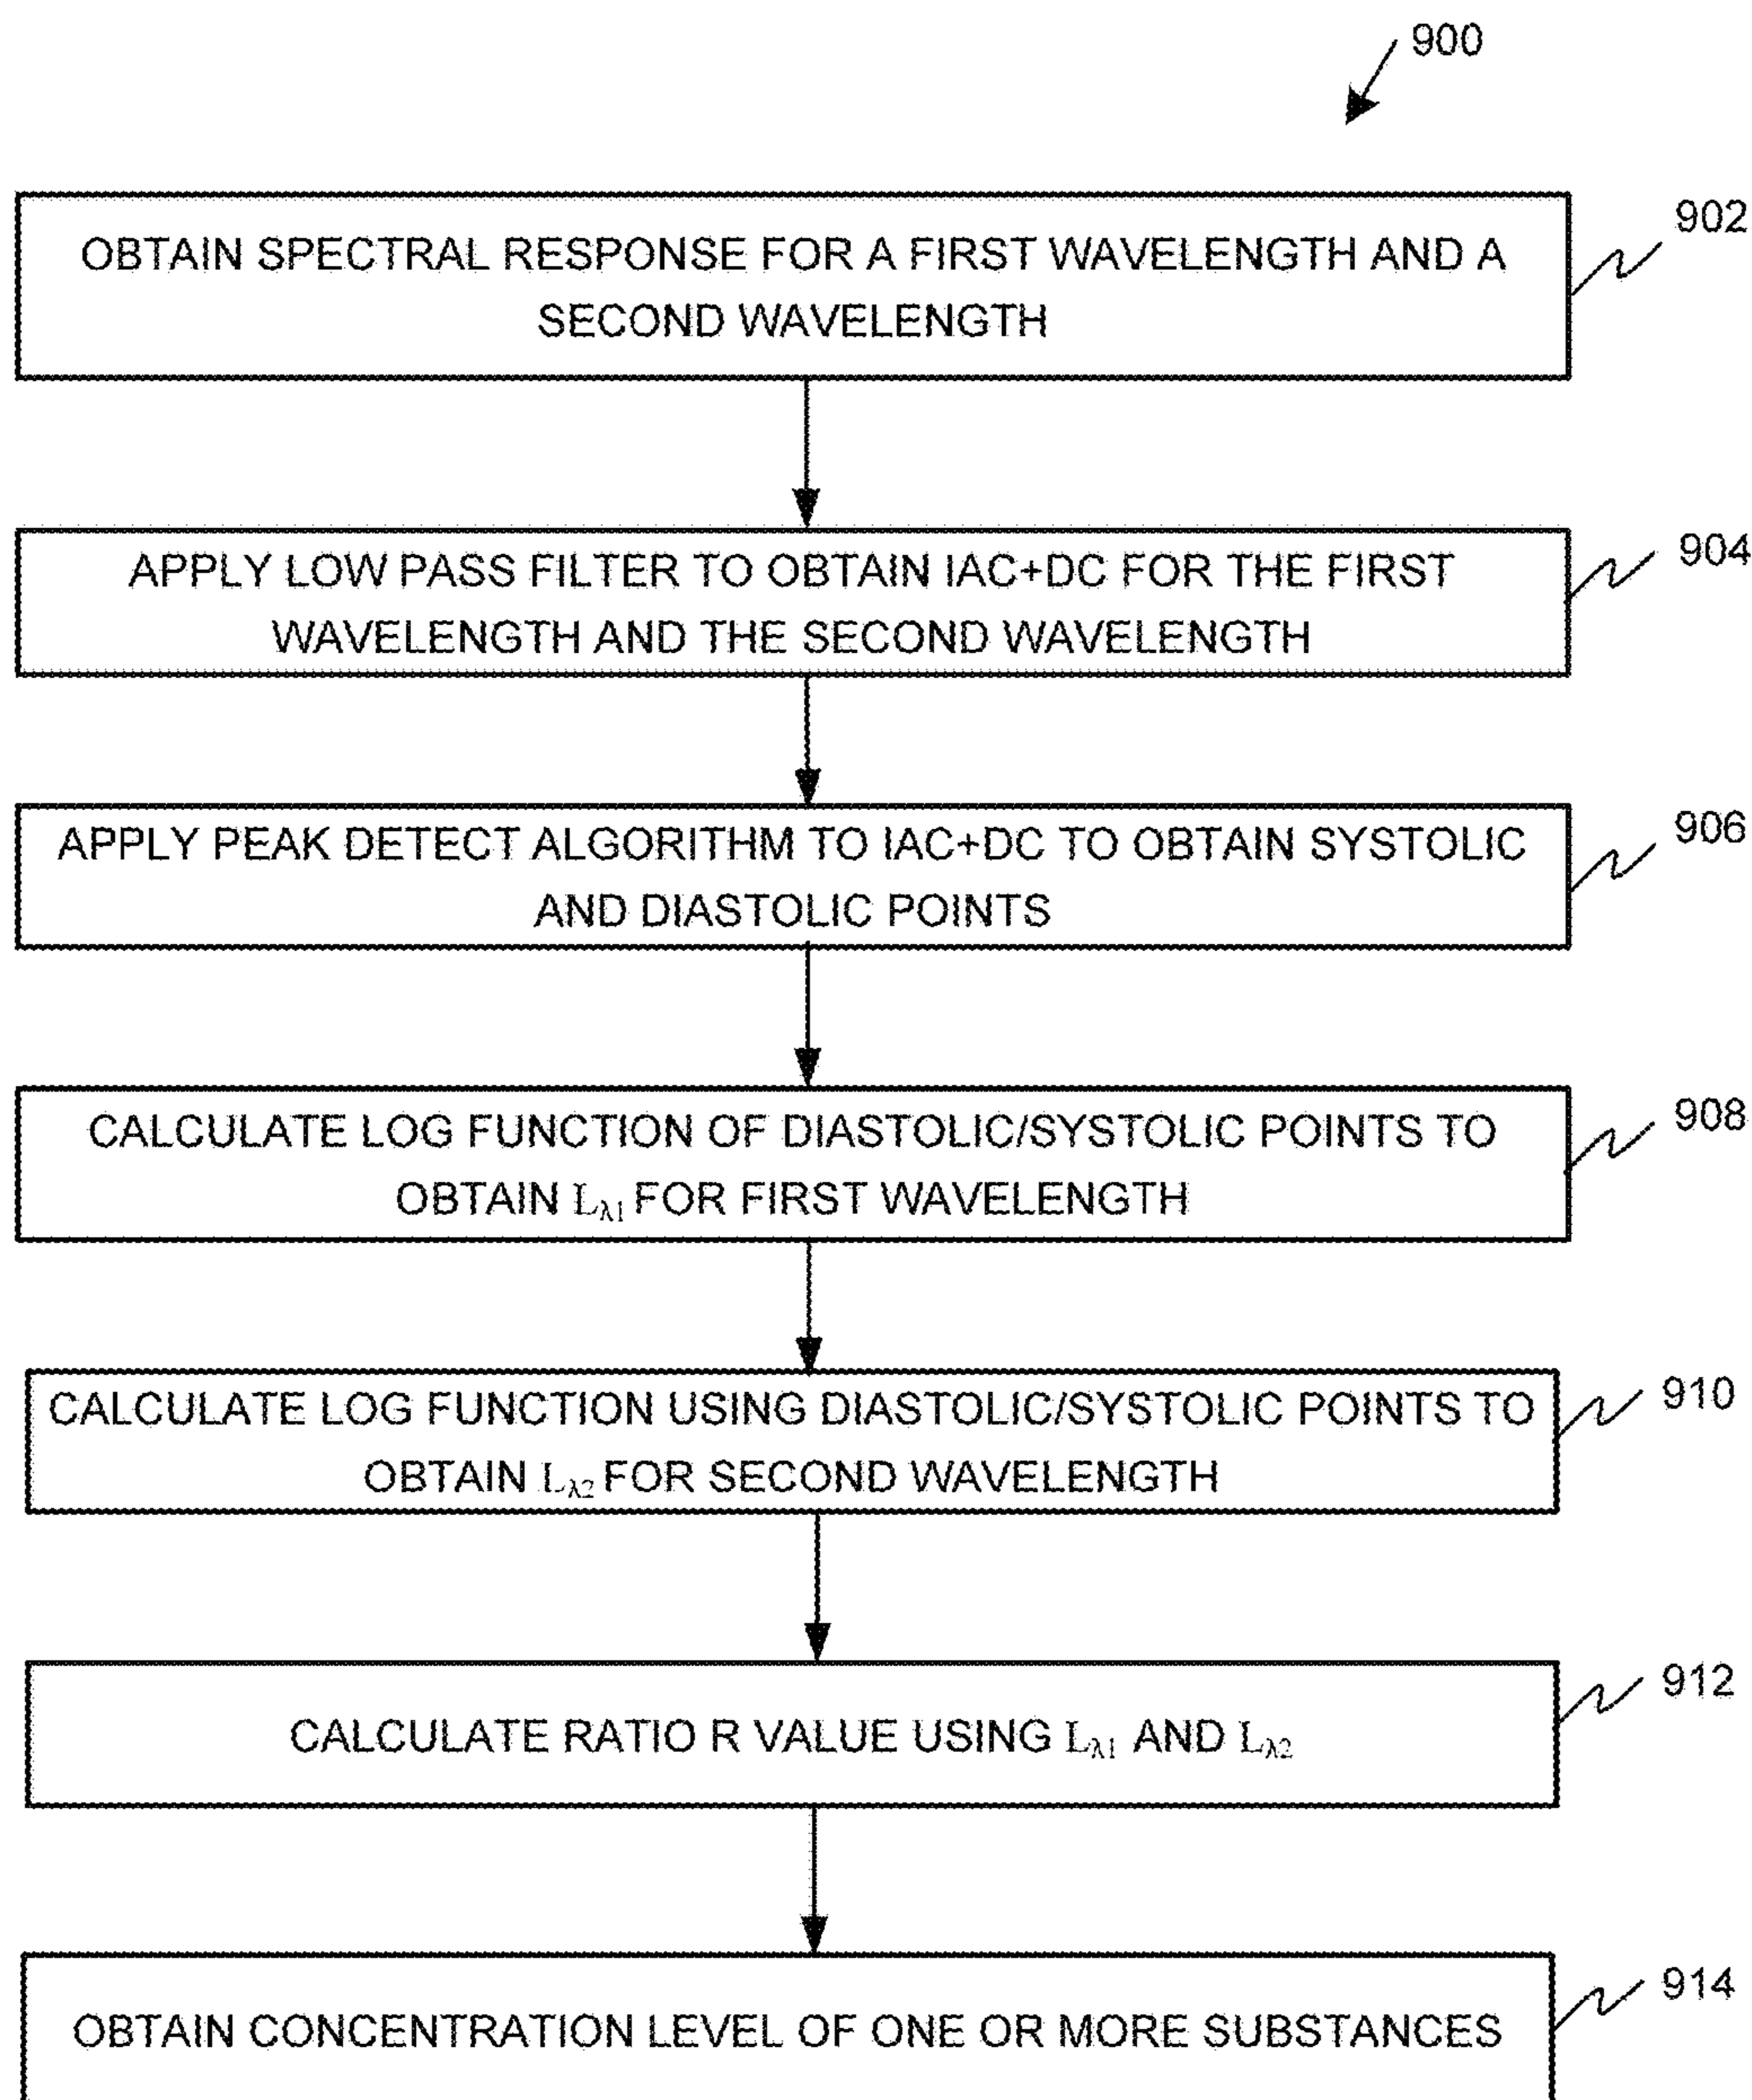 900
OBTAIN SPECTRAL RESPONSE FOR A FIRST WAVELENGTH AND A
SECOND WAVELENGTH
902
APPLY LOW PASS FILTER TO OBTAIN IAC+DC FOR THE FIRST
WAVELENGTH AND THE SECOND WAVELENGTH
904
APPLY PEAK DETECT ALGORITHM TO IAC+DC TO OBTAIN SYSTOLIC
AND DIASTOLIC POINTS
906
CALCULATE LOG FUNCTION OF DIASTOLIC/SYSTOLIC POINTS TO
OBTAIN Lλ1 FOR FIRST WAVELENGTH
908
CALCULATE LOG FUNCTION USING DIASTOLIC/SYSTOLIC POINTS TO
OBTAIN Lλ2 FOR SECOND WAVELENGTH
910
CALCULATE RATIO R VALUE USING Lλ1 AND Lλ2
912
OBTAIN CONCENTRATION LEVEL OF ONE OR MORE SUBSTANCES
914